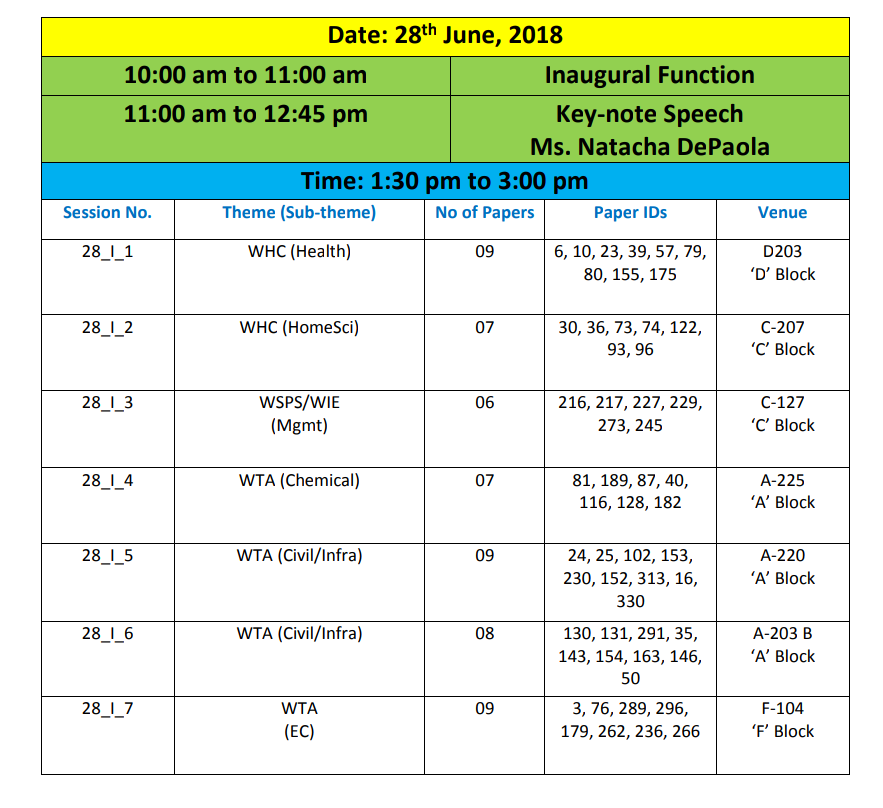 Date: 28th June, 2018
10:00 am to 11:00 am Inaugural Function
11:00 am to 12:45 pm Key-note Speech
Ms. Natacha DePaola
Time: 1:30 pm to 3:00 pm
Session No. Theme (Sub-theme) No of Papers Paper IDs Venue
28_I_1 WHC (Health) 09 6, 10, 23, 39, 57, 79, D203
80, 155, 175 ‘D’ Block
28_I_2 WHC (HomeSci) 07 30, 36, 73, 74, 122, C-207
93, 96 ‘C’ Block
28_I_3 WSPS/WIE 06 216, 217, 227, 229, C-127
(Mgmt) 273, 245 ‘C’ Block
28_I_4 WTA (Chemical) 07 81, 189, 87, 40, A-225
116, 128, 182 ‘A’ Block
28_I_5 WTA (Civil/Infra) 09 24, 25, 102, 153, A-220
230, 152, 313, 16, ‘A’ Block
330
28_I_6 WTA (Civil/Infra) 08 130, 131, 291, 35, A-203 B
143, 154, 163, 146, ‘A’ Block
50
28_I_7 WTA 09 3, 76, 289, 296, F-104
(EC) 179, 262, 236, 266 ‘F’ Block